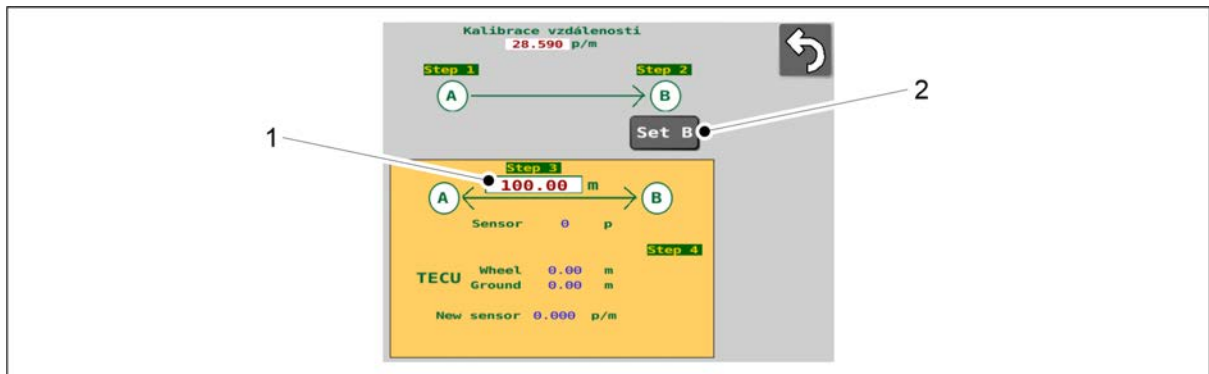 Kalibrace vzdálenosti
28.590 p/m
Step 1 Step 2
A B
Set B
2
1
Step 3
100.00 m
A B
Sensor 0 p
Step 4
TECU Wheel 0.00 m
Ground 0.00 m
New sensor 0.000 p/m